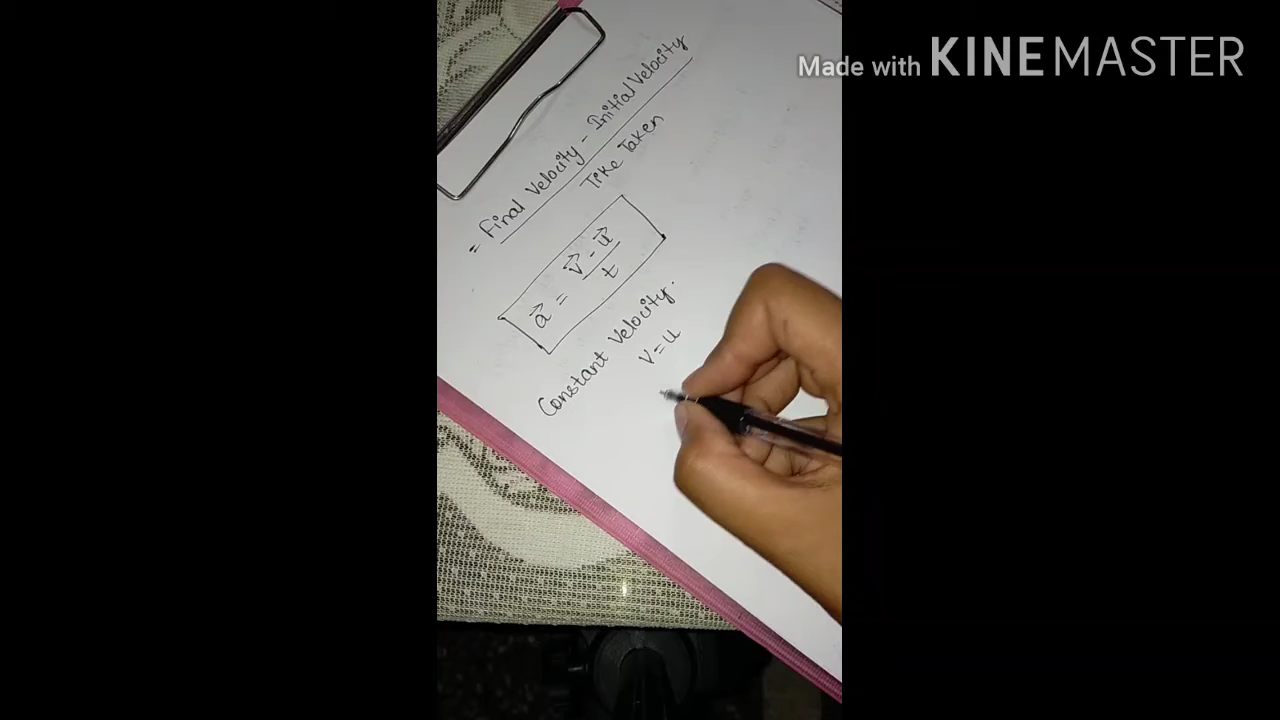 Made with KINEMASTER
= Final Velocity - Initial Velocity
Time Taken
a⃗ = v⃗ - u⃗
t
Constant Velocity.
v = u